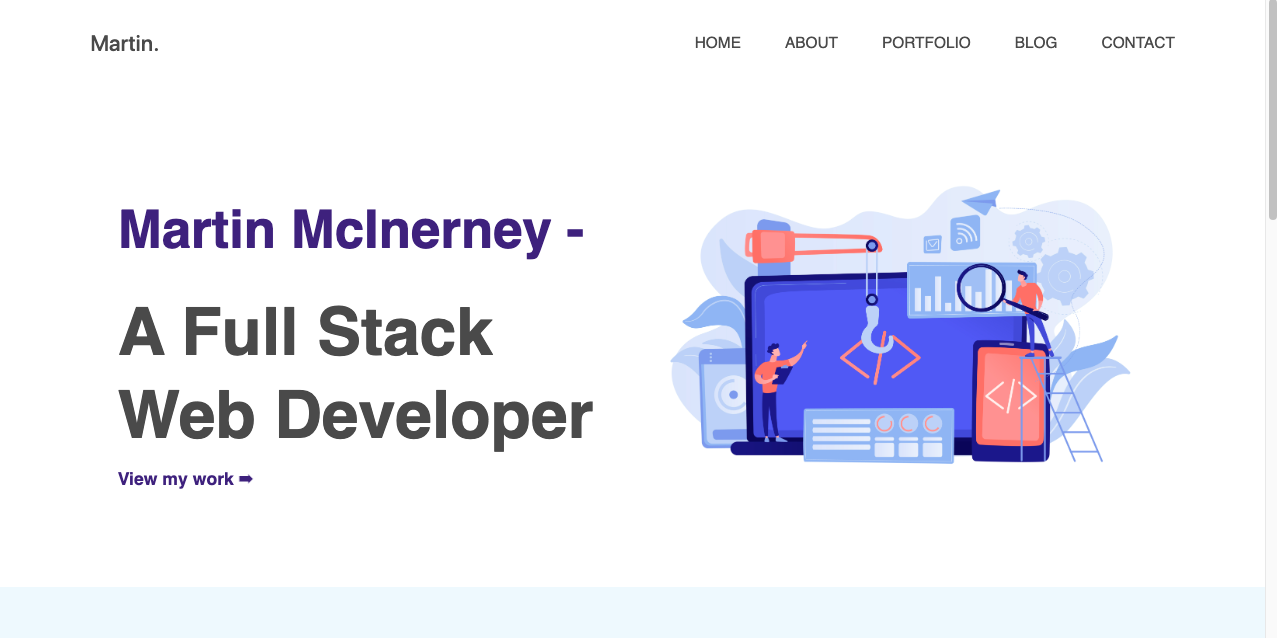 Martin.
HOME ABOUT PORTFOLIO BLOG CONTACT
Martin McInerney -
A Full Stack
Web Developer
View my work ➡